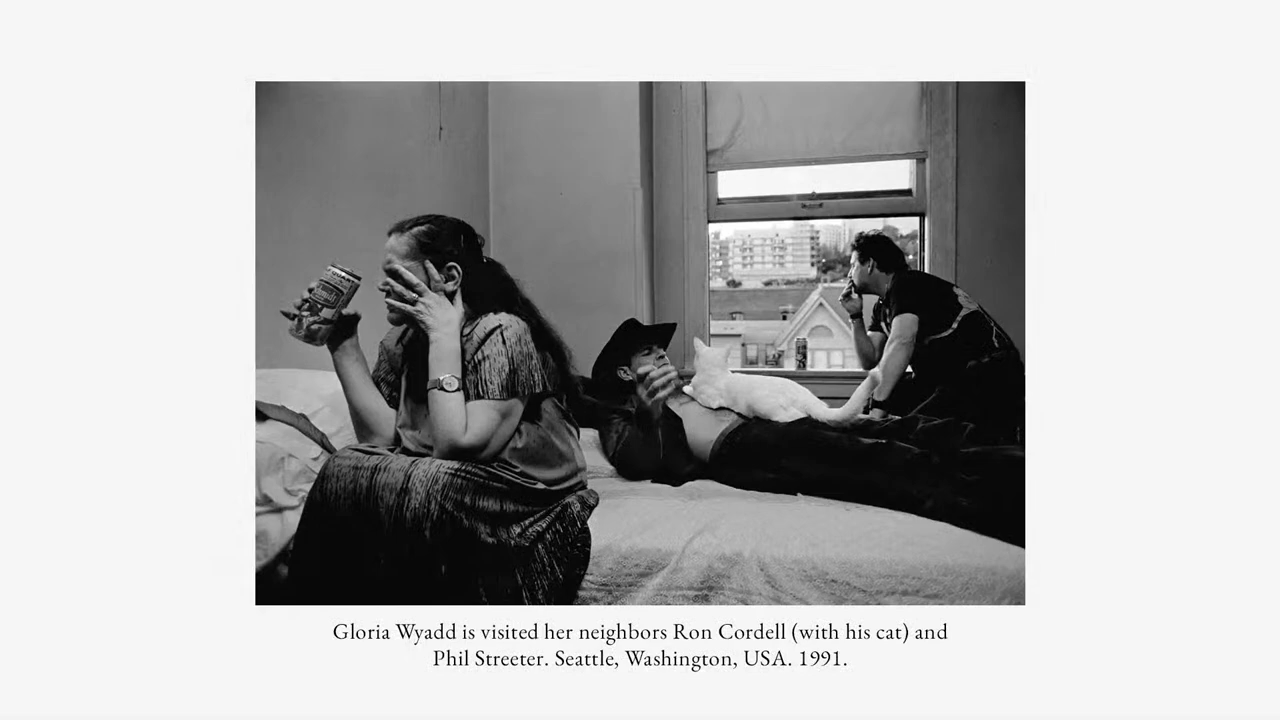 Gloria Wyadd is visited her neighbors Ron Cordell (with his cat) and
Phil Streeter. Seattle, Washington, USA. 1991.